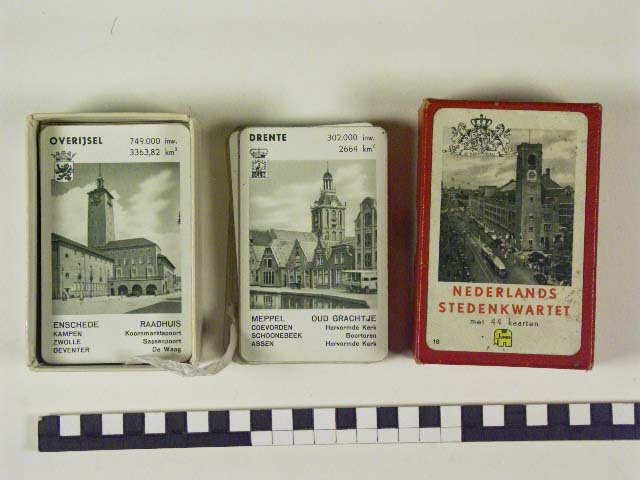 OVERIJSEL 749.000 inw.
3363,82 km²
ENSCHEDE RAADHUIS
KAMPEN Koornmarktspoort
ZWOLLE Sassenpoort
DEVENTER De Waag
DRENTE 302.000 inw.
2664 km²
MEPPEL OUD GRACHTJE
COEVORDEN Hervormde Kerk
SCHOONEBEEK Boortoren
ASSEN Hervormde Kerk
NEDERLANDS
STEDENKWARTET
met 44 kaarten
18